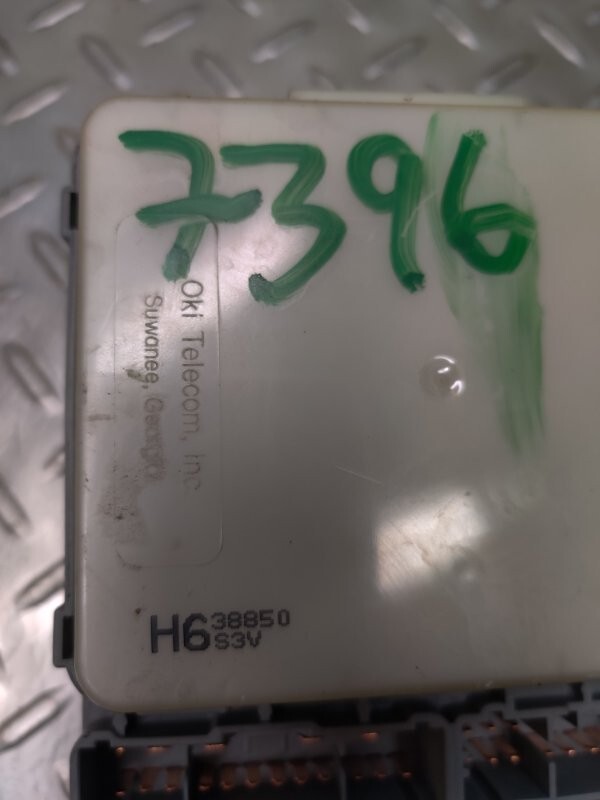 7396
Oki Telecom, Inc
Suwanee, Georgia
H6 38850
S3V